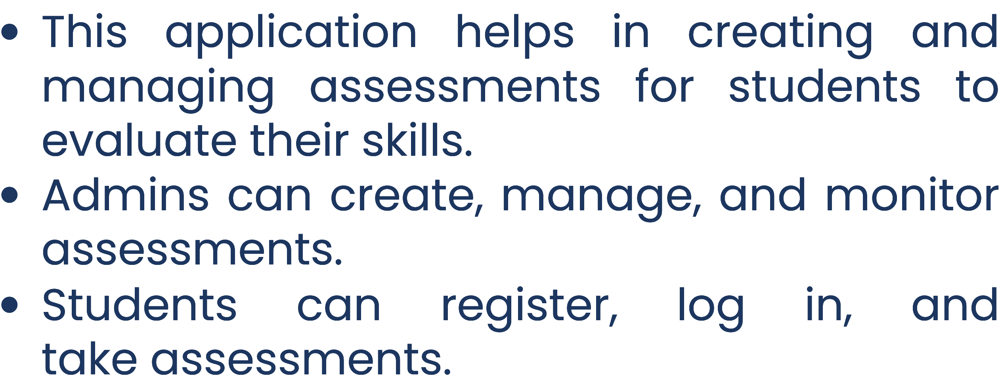 • This application helps in creating and
managing assessments for students to
evaluate their skills.
• Admins can create, manage, and monitor
assessments.
• Students can register, log in, and
take assessments.